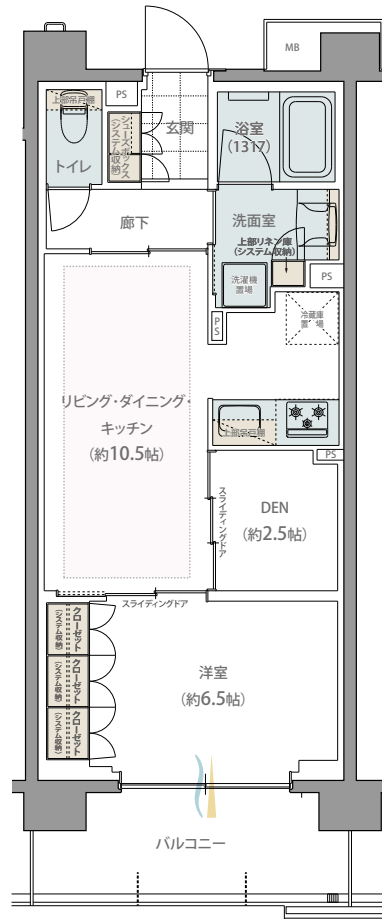 MB
上部吊戸棚
PS
玄関
浴室
(1317)
シューズボックス
(システム収納)
トイレ
廊下
洗面室
上部リネン庫
(システム収納)
洗濯機
置場
PS
冷蔵庫
置場
PS
リビング・ダイニング・
キッチン
(約10.5帖)
上部吊戸棚
PS
スライディングドア
DEN
(約2.5帖)
スライディングドア
クローゼット
(システム収納)
クローゼット
(システム収納)
クローゼット
(システム収納)
洋室
(約6.5帖)
バルコニー